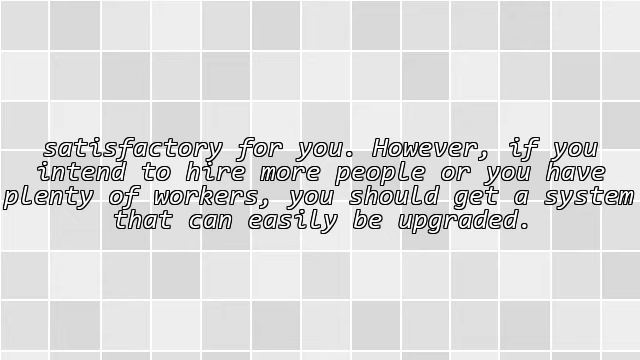 satisfactory for you. However, if you
intend to hire more people or you have
plenty of workers, you should get a system
that can easily be upgraded.